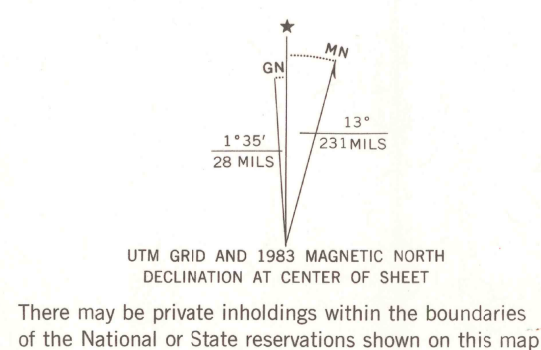 ★
MN
GN
13°
231 MILS
1°35′
28 MILS
UTM GRID AND 1983 MAGNETIC NORTH
DECLINATION AT CENTER OF SHEET
There may be private inholdings within the boundaries
of the National or State reservations shown on this map